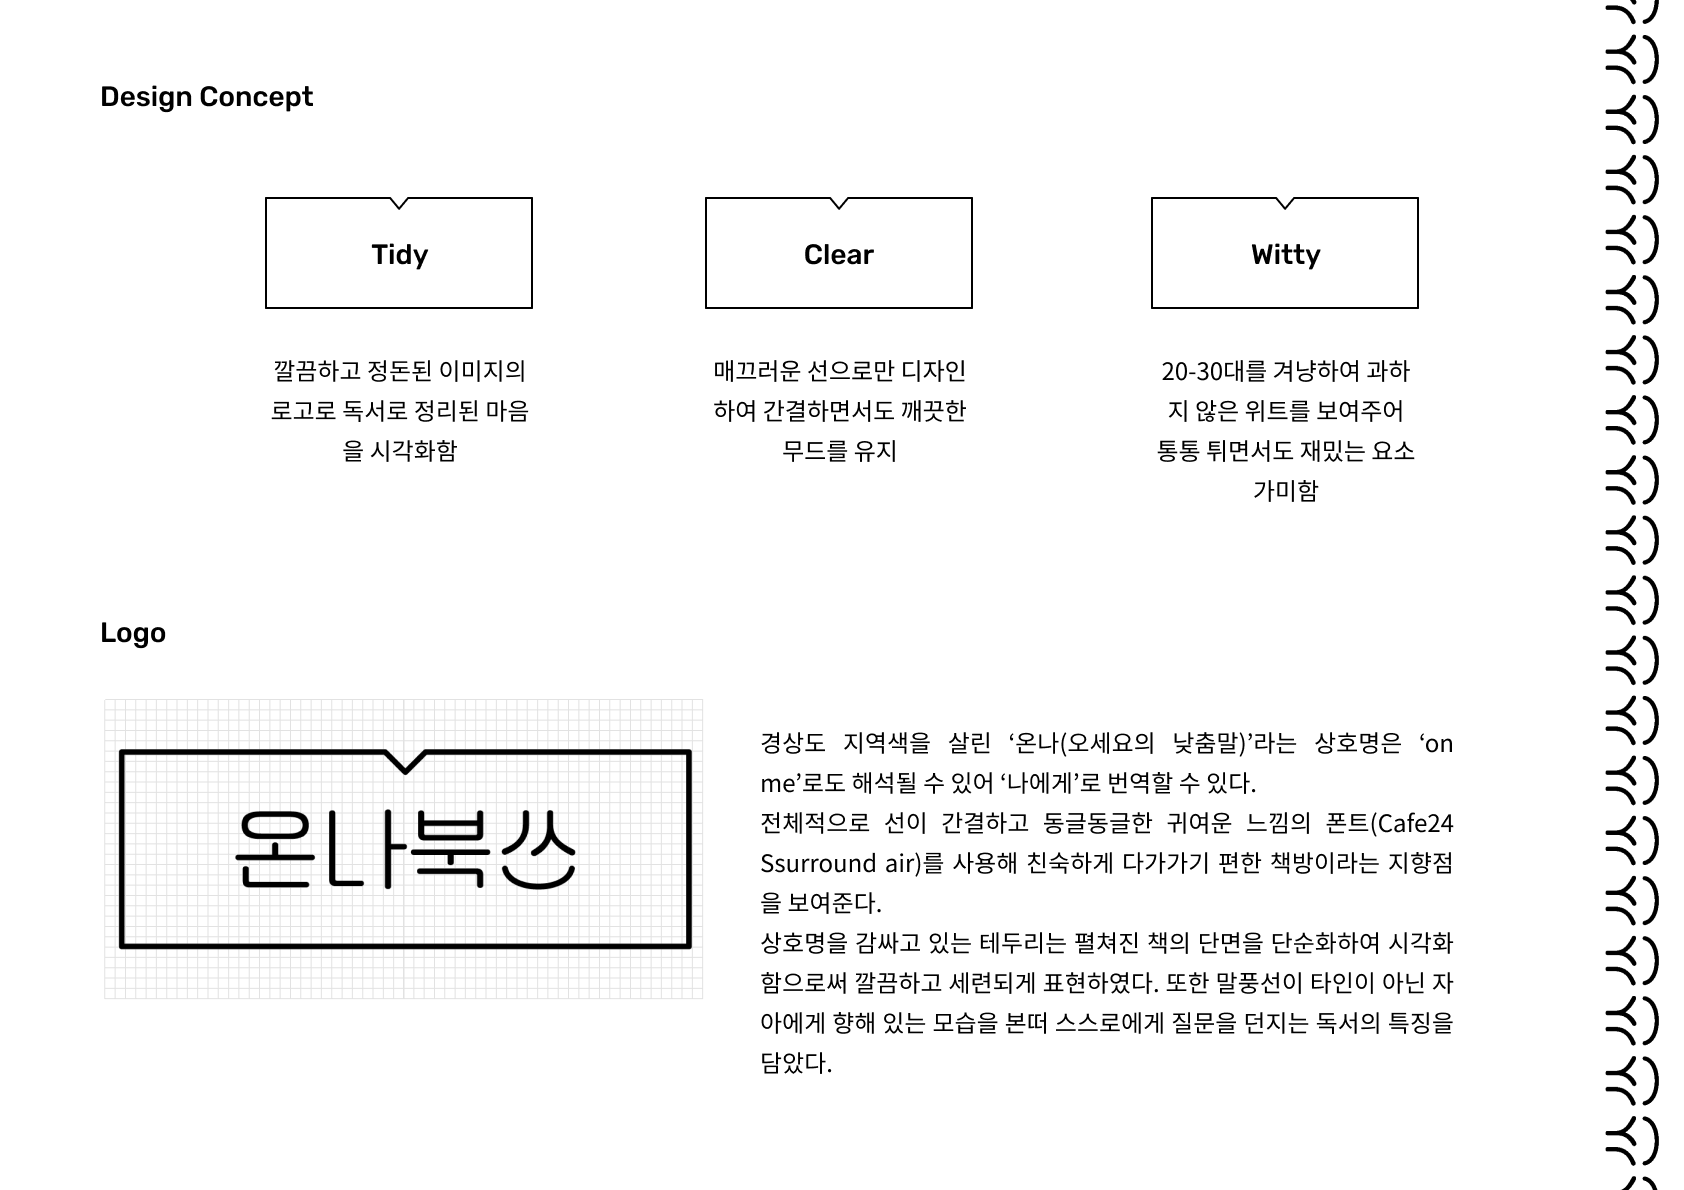 Design Concept
Tidy
Clear
Witty
깔끔하고 정돈된 이미지의
로고로 독서로 정리된 마음
을 시각화함
매끄러운 선으로만 디자인
하여 간결하면서도 깨끗한
무드를 유지
20-30대를 겨냥하여 과하
지 않은 위트를 보여주어
통통 튀면서도 재밌는 요소
가미함
Logo
온나북쓰
경상도 지역색을 살린 ‘온나(오세요의 낮춤말)’라는 상호명은 ‘on
me’로도 해석될 수 있어 ‘나에게’로 번역할 수 있다.
전체적으로 선이 간결하고 동글동글한 귀여운 느낌의 폰트(Cafe24
Ssurround air)를 사용해 친숙하게 다가가기 편한 책방이라는 지향점
을 보여준다.
상호명을 감싸고 있는 테두리는 펼쳐진 책의 단면을 단순화하여 시각화
함으로써 깔끔하고 세련되게 표현하였다. 또한 말풍선이 타인이 아닌 자
아에게 향해 있는 모습을 본떠 스스로에게 질문을 던지는 독서의 특징을
담았다.